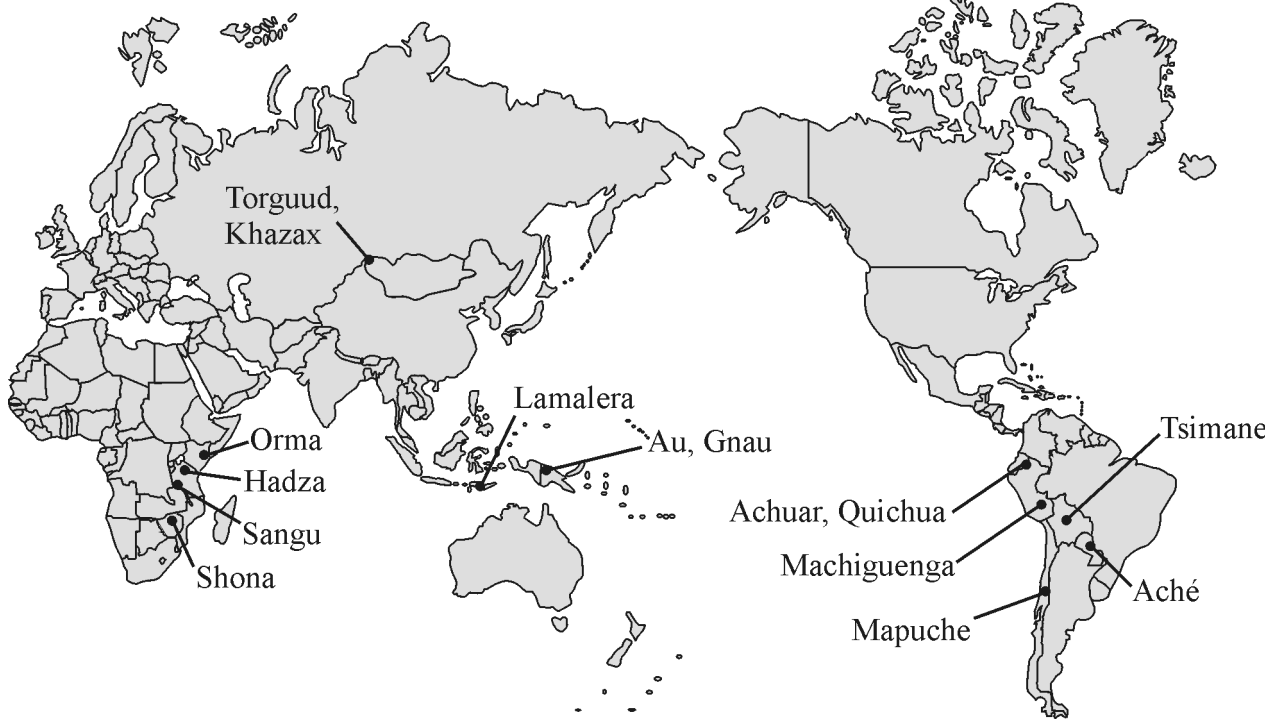 Torguud,
Khazax
Lamalera
Orma
Au, Gnau
Tsimane
Hadza
Achuar, Quichua
Sangu
Machiguenga
Shona
Aché
Mapuche